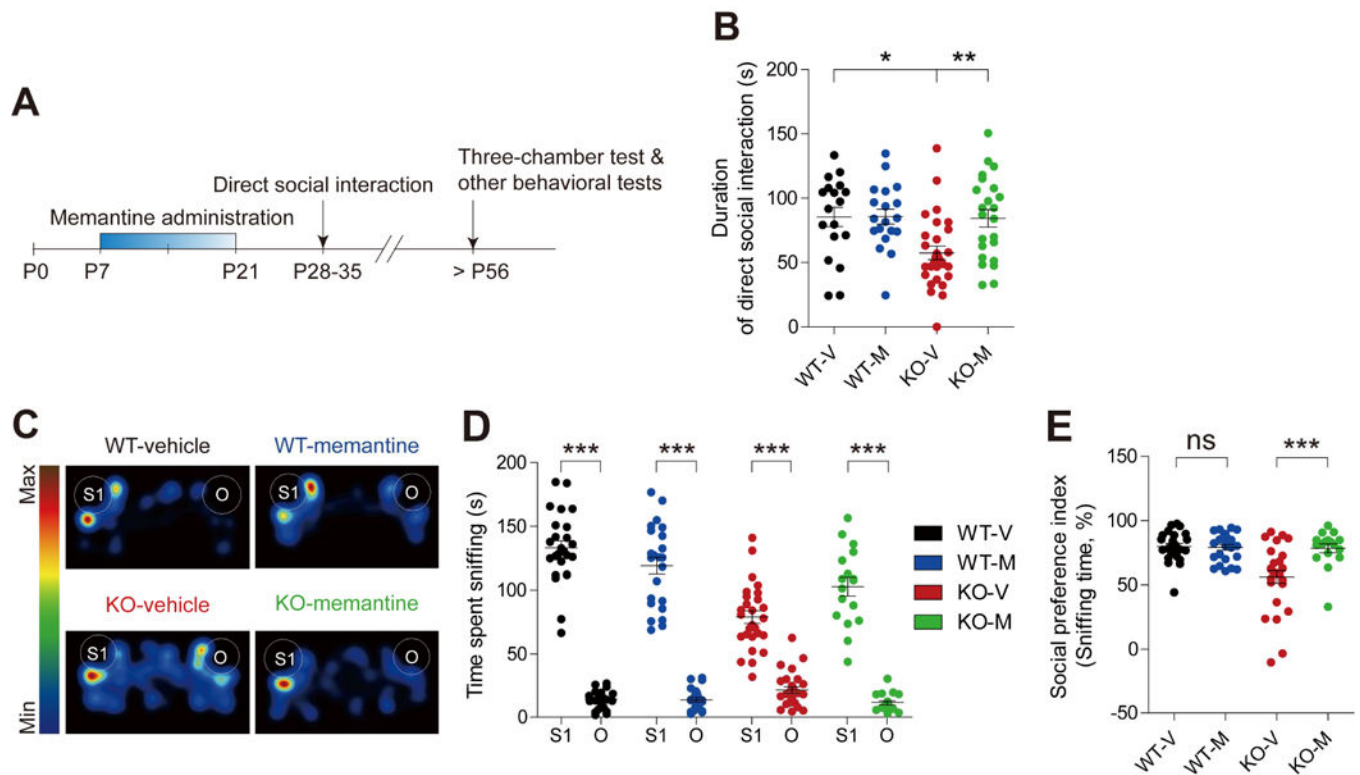 A
Memantine administration
Direct social interaction
Three-chamber test &
other behavioral tests
P0
P7
P21
P28-35
> P56
B
Duration
of direct social interaction (s)
200
150
100
50
0
*
**
WT-V
WT-M
KO-V
KO-M
C
Max
Min
WT-vehicle
S1
O
WT-memantine
S1
O
KO-vehicle
S1
O
KO-memantine
S1
O
D
Time spent sniffing (s)
200
150
100
50
0
***
***
***
***
S1
O
S1
O
S1
O
S1
O
WT-V
WT-M
KO-V
KO-M
E
Social preference index
(Sniffing time, %)
150
100
50
0
-50
ns
***
WT-V
WT-M
KO-V
KO-M